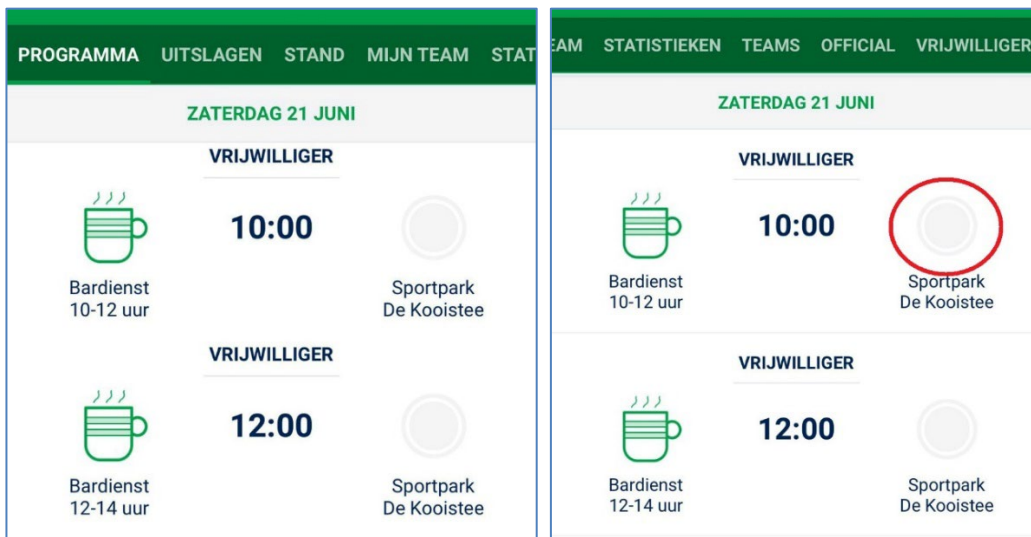 PROGRAMMA UITSLAGEN STAND MIJN TEAM STAT
ZATERDAG 21 JUNI
VRIJWILLIGER
10:00
Bardienst
10-12 uur
Sportpark
De Kooistee
VRIJWILLIGER
12:00
Bardienst
12-14 uur
Sportpark
De Kooistee
EAM STATISTIEKEN TEAMS OFFICIAL VRIJWILLIGER
ZATERDAG 21 JUNI
VRIJWILLIGER
10:00
Bardienst
10-12 uur
Sportpark
De Kooistee
VRIJWILLIGER
12:00
Bardienst
12-14 uur
Sportpark
De Kooistee